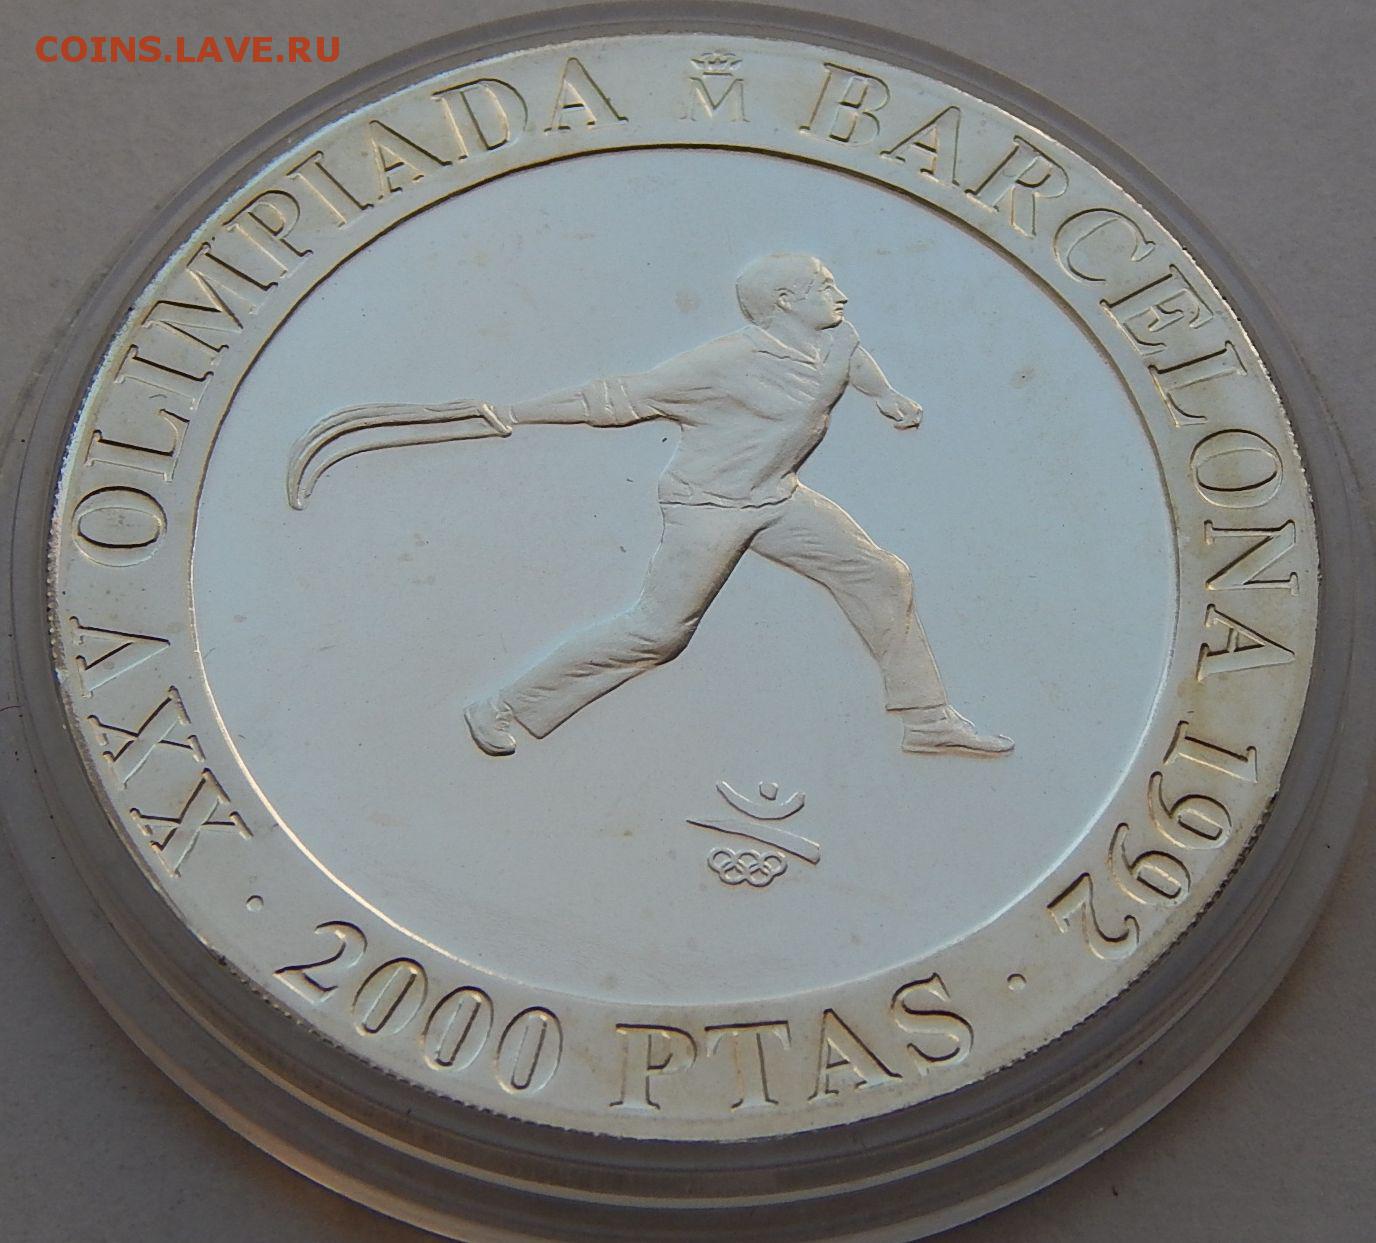 COINS.LAVE.RU
XXV OLIMPIADA M BARCELONA 1992
· 2000 PTAS ·